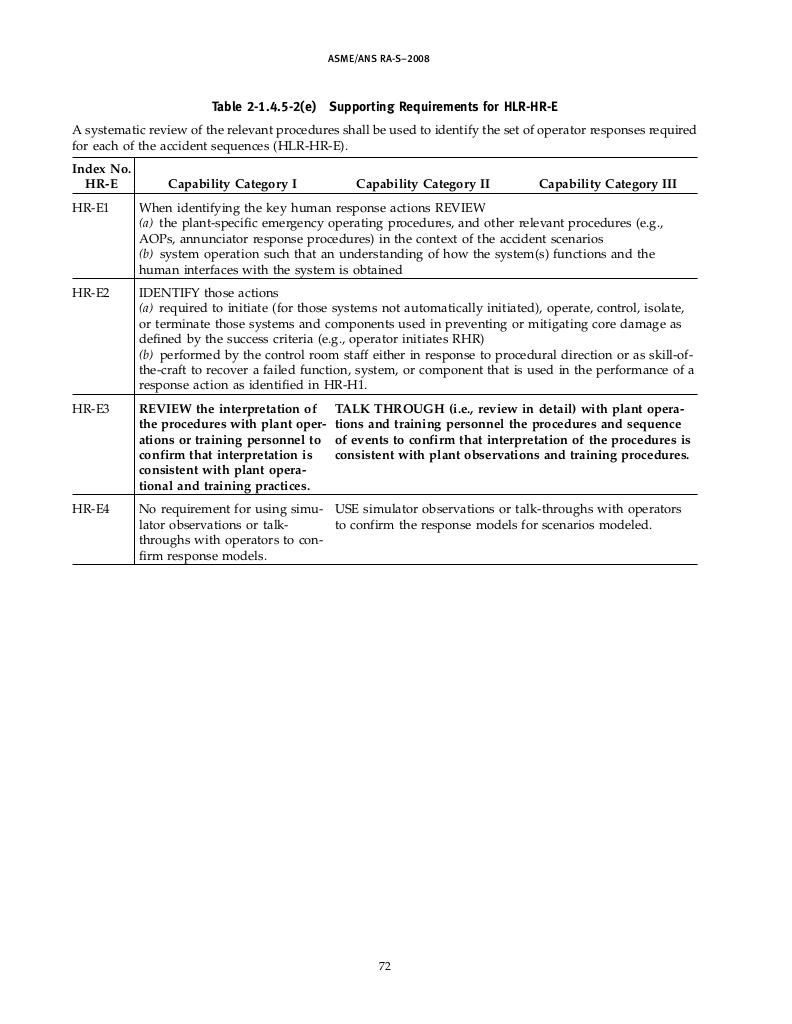 ASME/ANS RA-S–2008
Table 2-1.4.5-2(e) Supporting Requirements for HLR-HR-E
A systematic review of the relevant procedures shall be used to identify the set of operator responses required
for each of the accident sequences (HLR-HR-E).
Index No.
HR-E Capability Category I Capability Category II Capability Category III
HR-E1 When identifying the key human response actions REVIEW
(a) the plant-specific emergency operating procedures, and other relevant procedures (e.g.,
AOPs, annunciator response procedures) in the context of the accident scenarios
(b) system operation such that an understanding of how the system(s) functions and the
human interfaces with the system is obtained
HR-E2 IDENTIFY those actions
(a) required to initiate (for those systems not automatically initiated), operate, control, isolate,
or terminate those systems and components used in preventing or mitigating core damage as
defined by the success criteria (e.g., operator initiates RHR)
(b) performed by the control room staff either in response to procedural direction or as skill-of-
the-craft to recover a failed function, system, or component that is used in the performance of a
response action as identified in HR-H1.
HR-E3
REVIEW the interpretation of
the procedures with plant oper-
ations or training personnel to
confirm that interpretation is
consistent with plant opera-
tional and training practices.
TALK THROUGH (i.e., review in detail) with plant opera-
tions and training personnel the procedures and sequence
of events to confirm that interpretation of the procedures is
consistent with plant observations and training procedures.
HR-E4
No requirement for using simu-
lator observations or talk-
throughs with operators to con-
firm response models.
USE simulator observations or talk-throughs with operators
to confirm the response models for scenarios modeled.
72